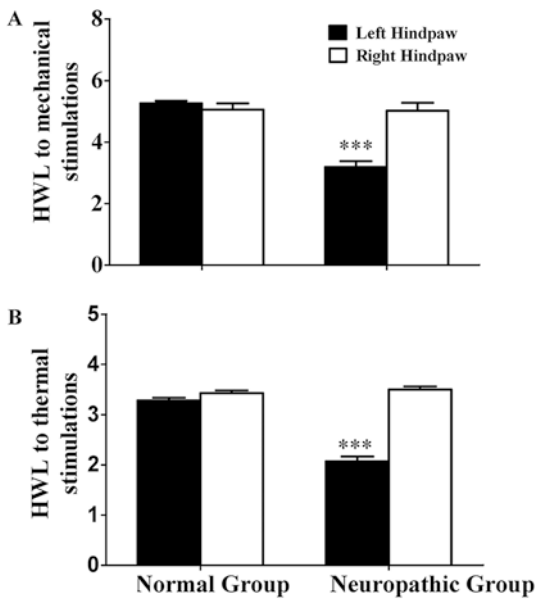 A
8
6
4
2
0
HWL to mechanical
stimulations
Left Hindpaw
Right Hindpaw
***
B
5
4
3
2
1
0
HWL to thermal
stimulations
***
Normal Group
Neuropathic Group